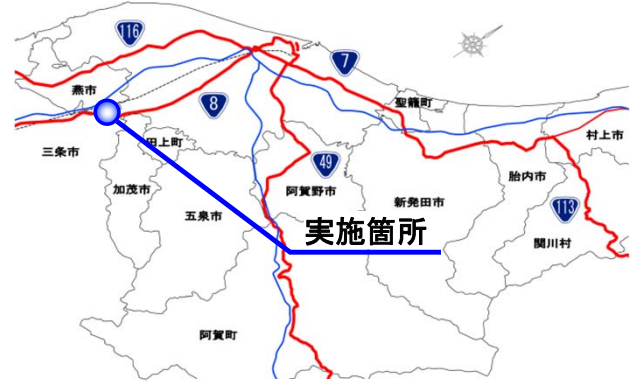 116
7
燕市
8
聖籠町
三条市
田上町
村上市
49
加茂市
阿賀野市
胎内市
五泉市
新発田市
113
実施箇所
関川村
阿賀町